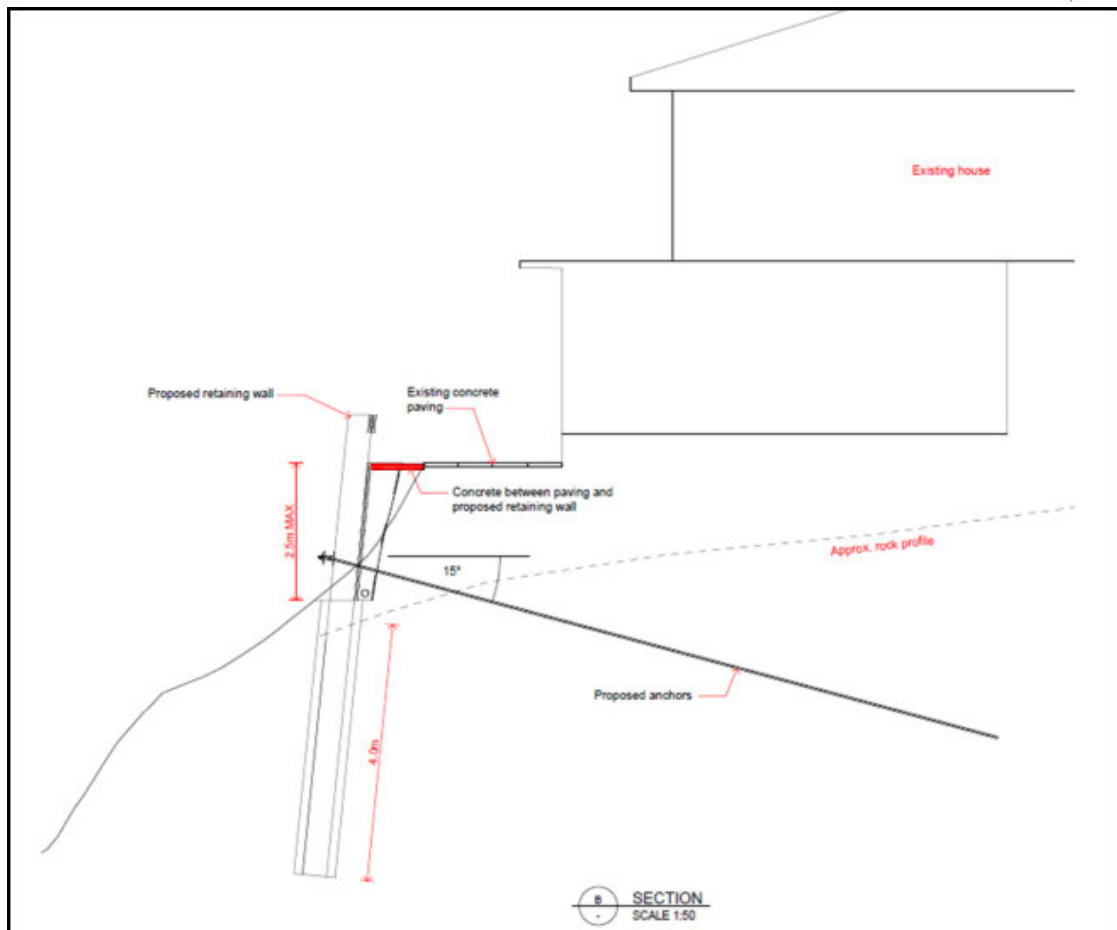 Existing house
Proposed retaining wall
Existing concrete
paving
Concrete between paving and
proposed retaining wall
2.5m MAX
15°
Approx. rock profile
Proposed anchors
4.0m
B
-
SECTION
SCALE 1:50